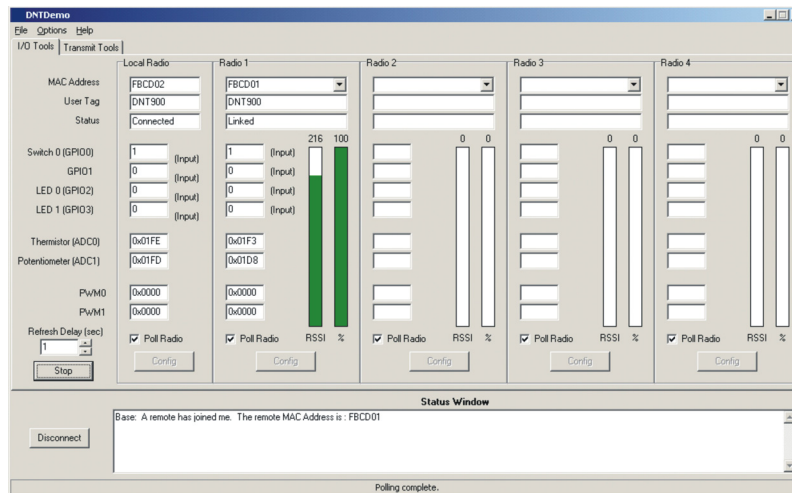 DNTDemo
File Options Help
I/O Tools Transmit Tools
Local Radio Radio 1 Radio 2 Radio 3 Radio 4
MAC Address FBCD02 FBCD01
User Tag DNT900 DNT900
Status Connected Linked
216 100 0 0 0 0 0 0
Switch 0 (GPIO0) 1 (Input) 1 (Input)
GPIO1 0 (Input) 0 (Input)
LED 0 (GPIO2) 0 (Input) 0 (Input)
LED 1 (GPIO3) 0 (Input) 0 (Input)
Thermistor (ADC0) 0x01FE 0x01F3
Potentiometer (ADC1) 0x01FD 0x01D8
PWM0 0x0000 0x0000
PWM1 0x0000 0x0000
Refresh Delay (sec)
1 Poll Radio Poll Radio RSSI % Poll Radio RSSI % Poll Radio RSSI % Poll Radio RSSI %
Stop Config Config Config Config Config
Status Window
Base: A remote has joined me. The remote MAC Address is : FBCD01
Disconnect
Polling complete.